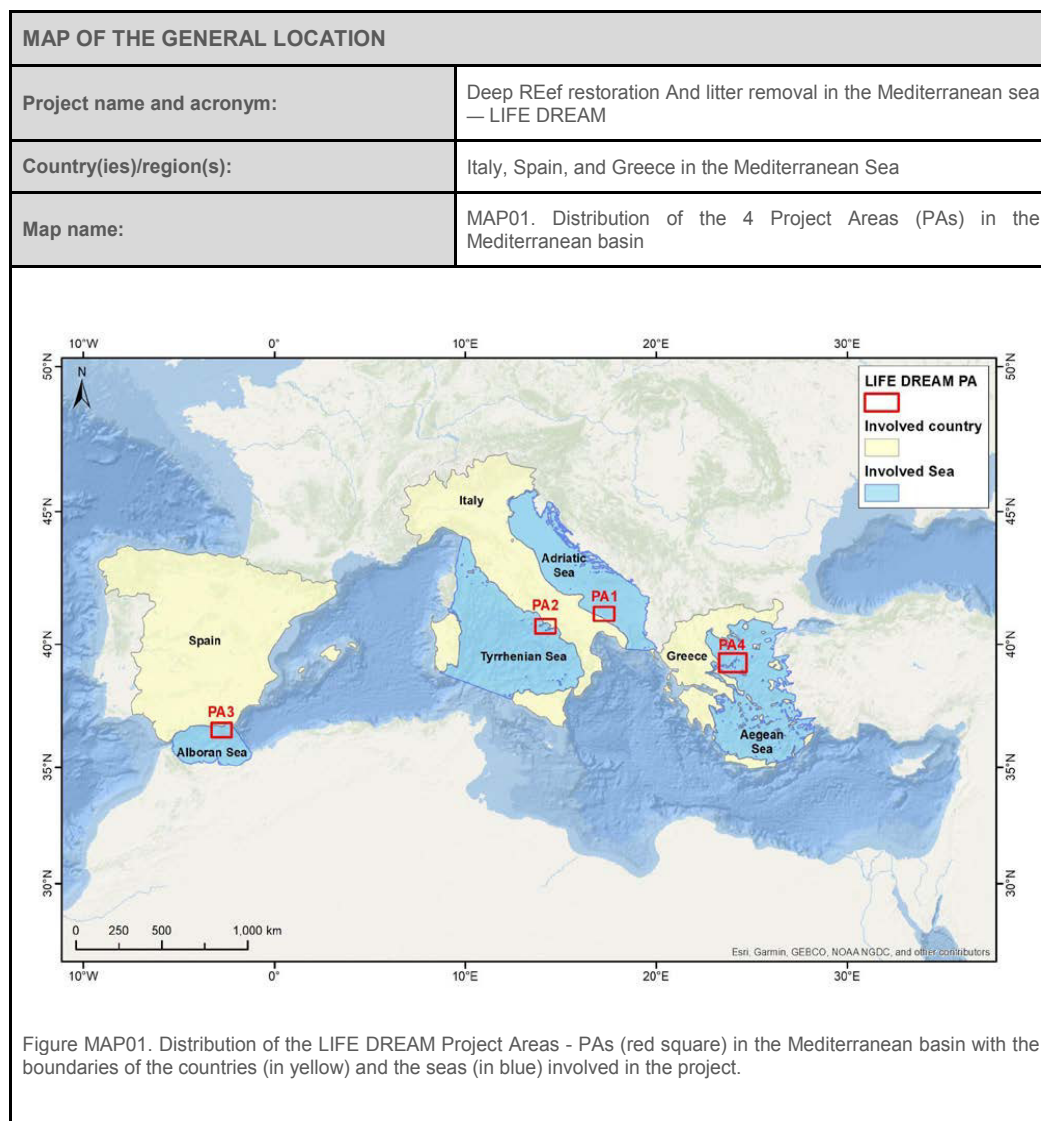 MAP OF THE GENERAL LOCATION
Project name and acronym:
Deep REef restoration And litter removal in the Mediterranean sea
— LIFE DREAM
Country(ies)/region(s):
Italy, Spain, and Greece in the Mediterranean Sea
Map name:
MAP01. Distribution of the 4 Project Areas (PAs) in the
Mediterranean basin
10°W 0° 10°E 20°E 30°E
50°N 50°N
N
LIFE DREAM PA
Involved country
Involved Sea
45°N 45°N
Italy
Adriatic
Sea
PA1
PA2
40°N 40°N
Spain
Tyrrhenian Sea
Greece
PA4
PA3
Alboran Sea
Aegean
Sea
35°N 35°N
30°N 30°N
0 250 500 1,000 km
Esri, Garmin, GEBCO, NOAA NGDC, and other contributors
10°W 0° 10°E 20°E 30°E
Figure MAP01. Distribution of the LIFE DREAM Project Areas - PAs (red square) in the Mediterranean basin with the
boundaries of the countries (in yellow) and the seas (in blue) involved in the project.